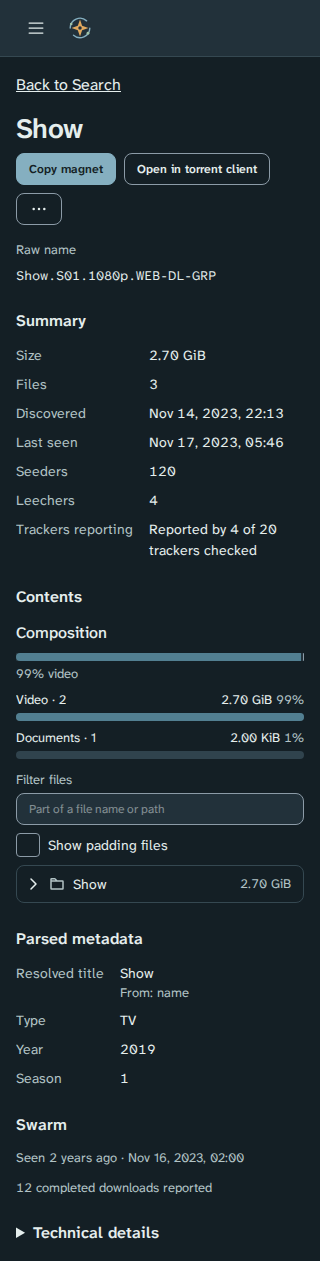 Back to Search
Show
Copy magnet
Open in torrent client
...
Raw name
Show.S01.1080p.WEB-DL-GRP
Summary
Size 2.70 GiB
Files 3
Discovered Nov 14, 2023, 22:13
Last seen Nov 17, 2023, 05:46
Seeders 120
Leechers 4
Trackers reporting Reported by 4 of 20
trackers checked
Contents
Composition
99% video
Video · 2 2.70 GiB 99%
Documents · 1 2.00 KiB 1%
Filter files
Part of a file name or path
Show padding files
Show 2.70 GiB
Parsed metadata
Resolved title Show
From: name
Type TV
Year 2019
Season 1
Swarm
Seen 2 years ago · Nov 16, 2023, 02:00
12 completed downloads reported
Technical details